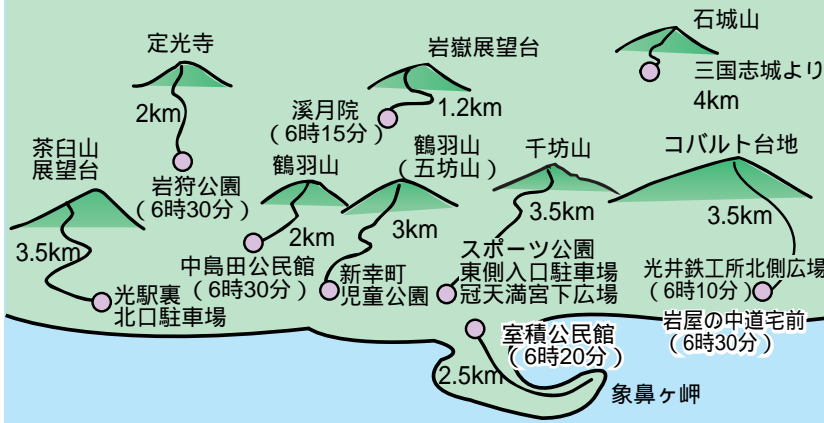 石城山
三国志城より
4km
定光寺
2km
岩狩公園
(6時30分)
岩嶽展望台
1.2km
溪月院
(6時15分)
茶臼山
展望台
3.5km
光駅裏
北口駐車場
鶴羽山
2km
中島田公民館
(6時30分)
鶴羽山
(五坊山)
3km
新幸町
児童公園
千坊山
3.5km
スポーツ公園
東側入口駐車場
冠天満宮下広場
コバルト台地
3.5km
光井鉄工所北側広場
(6時10分)
岩屋の中道宅前
(6時30分)
室積公民館
(6時20分)
2.5km
象鼻ヶ岬